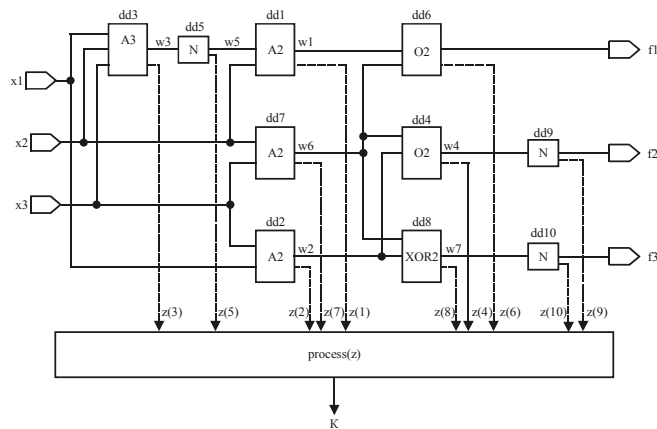 dd3 dd1 dd6
dd5
A3 w3 N w5 A2 w1 O2 f1
x1
dd7 dd4
dd9
x2 A2 w6 O2 w4 N f2
x3
dd2 dd8
dd10
A2 w2 XOR2 w7 N f3
z(3) z(5) z(2) z(7) z(1) z(8) z(4) z(6) z(10) z(9)
process(z)
K